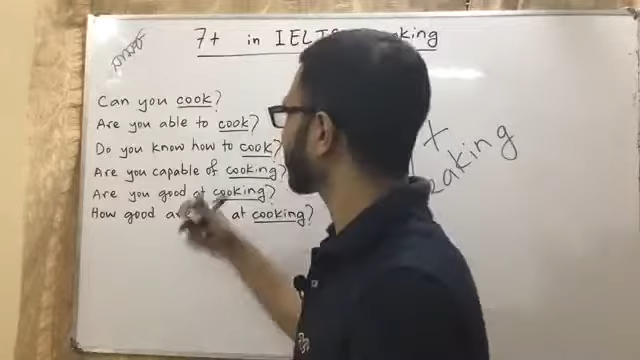 7+ in IELTS
Can you cook?
Are you able to cook?
Do you know how to cook?
Are you capable of cooking?
Are you good at cooking?
How good at cooking?